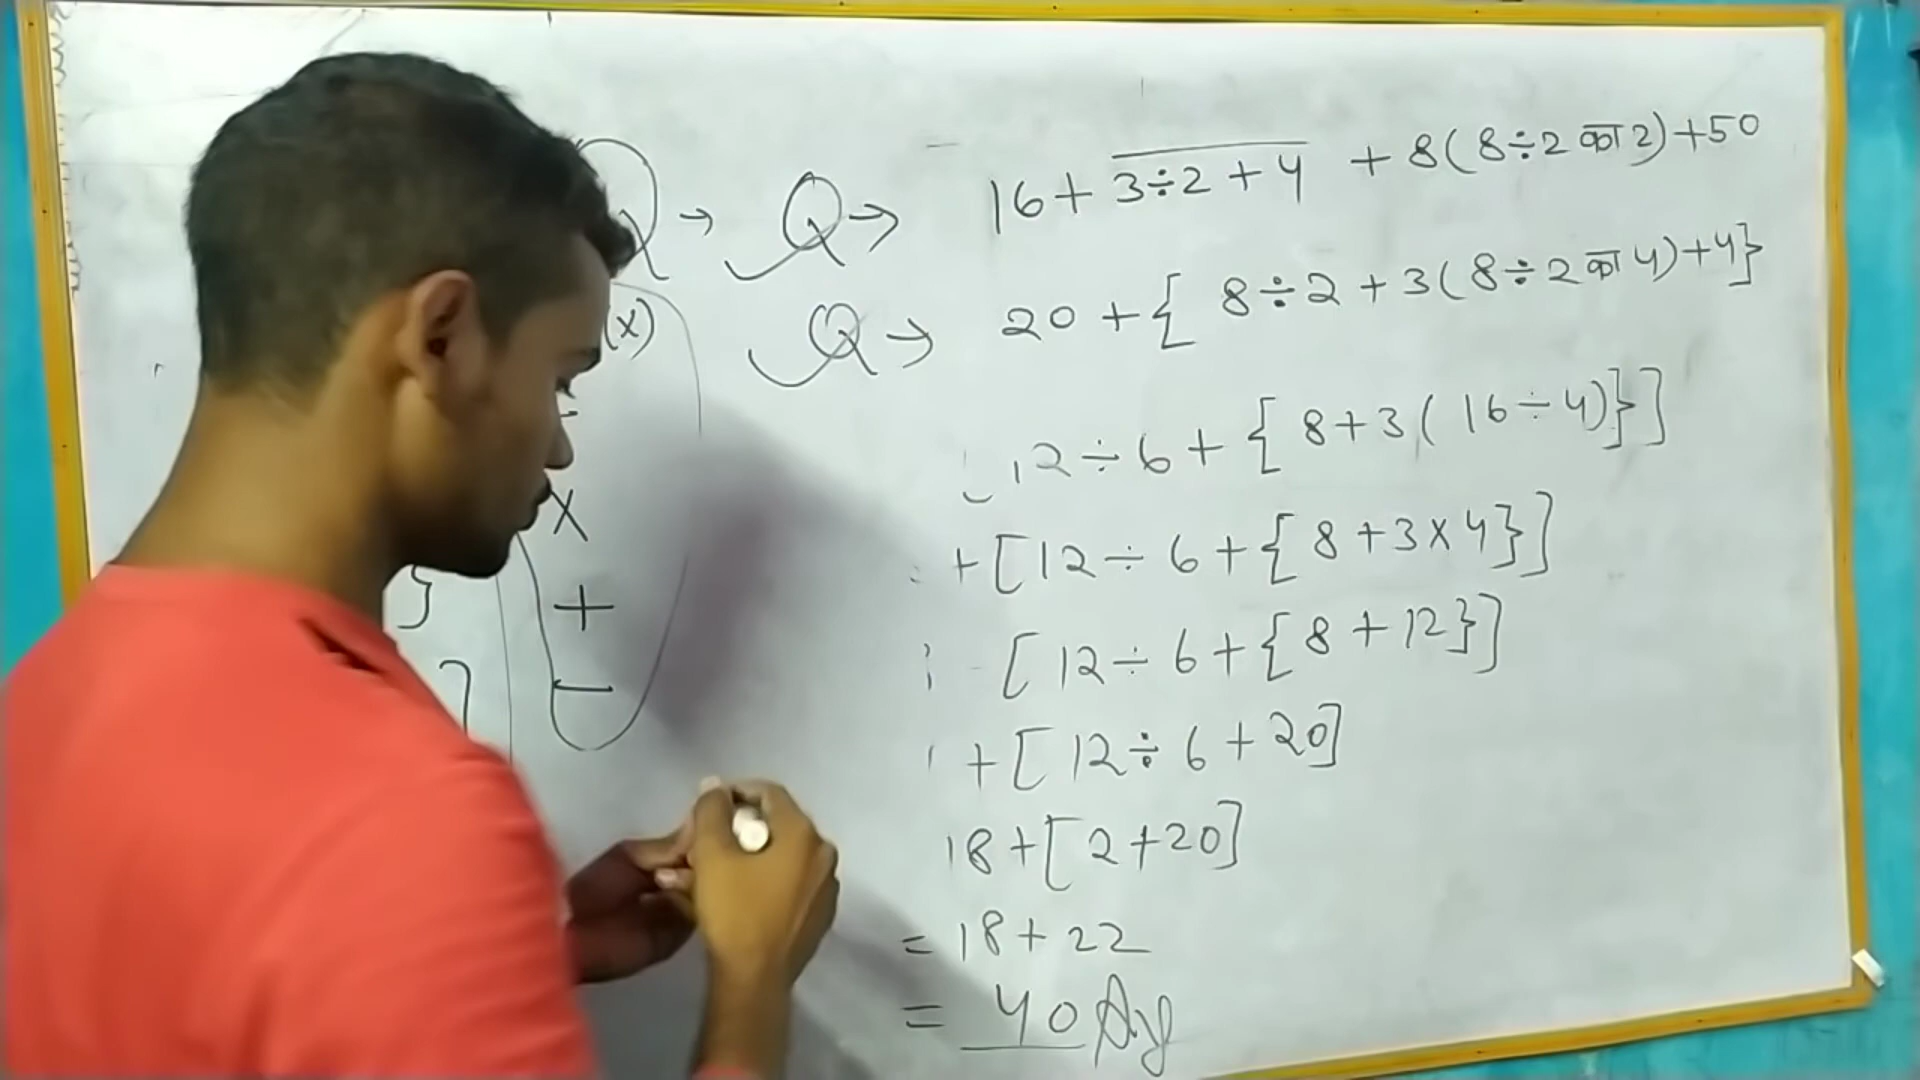 Q → Q → 16 + 3÷2 + 4 + 8(8÷2 का 2)+50
(x)
Q → 20 + { 8÷2 + 3(8÷2 का 4)+4}
12 ÷ 6 + { 8+3( 16 ÷ 4)}]
x
+ [12 ÷ 6 + { 8 + 3 x 4}]
+
}
[ 12 ÷ 6 + { 8 + 12}]
-
]
+ [ 12 ÷ 6 + 20]
18 + [ 2 + 20]
= 18 + 22
= 40